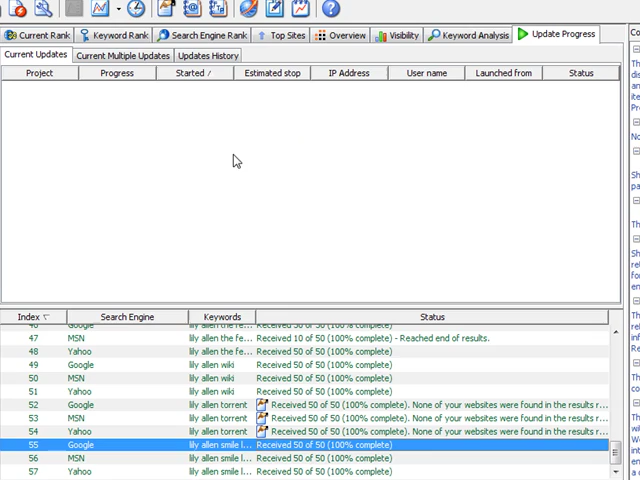 Current Rank Keyword Rank Search Engine Rank Top Sites Overview Visibility Keyword Analysis Update Progress
Current Updates Current Multiple Updates Updates History
Project Progress Started / Estimated stop IP Address User name Launched from Status
Index Search Engine Keywords Status
Google lily allen the fe... Received 50 of 50 (100% complete)
47 MSN lily allen the fe... Received 10 of 50 (100% complete) - Reached end of results.
48 Yahoo lily allen the fe... Received 50 of 50 (100% complete)
49 Google lily allen wiki Received 50 of 50 (100% complete)
50 MSN lily allen wiki Received 50 of 50 (100% complete)
51 Yahoo lily allen wiki Received 50 of 50 (100% complete)
52 Google lily allen torrent Received 50 of 50 (100% complete). None of your websites were found in the results r...
53 MSN lily allen torrent Received 50 of 50 (100% complete). None of your websites were found in the results r...
54 Yahoo lily allen torrent Received 50 of 50 (100% complete). None of your websites were found in the results r...
55 Google lily allen smile l... Received 50 of 50 (100% complete)
56 MSN lily allen smile l... Received 50 of 50 (100% complete)
57 Yahoo lily allen smile l... Received 50 of 50 (100% complete)